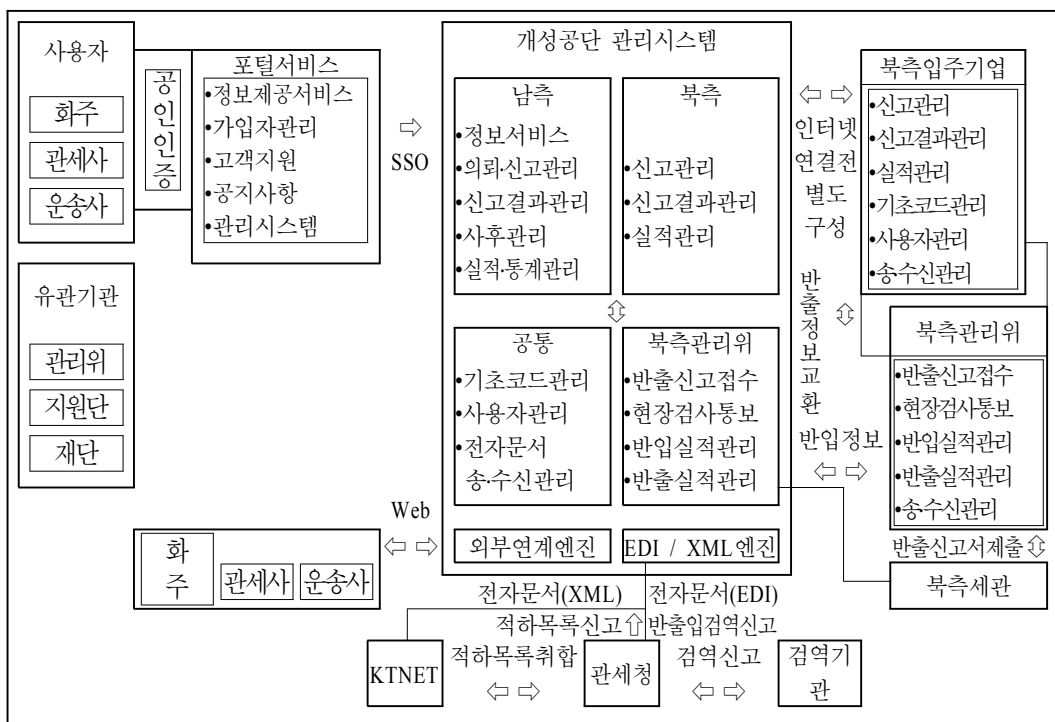 사용자
화주
관세사
운송사
공인인증
포털서비스
•정보제공서비스
•가입자관리
•고객지원
•공지사항
•관리시스템
⇨
SSO
유관기관
관리위
지원단
재단
개성공단 관리시스템
남측
•정보서비스
•의뢰·신고관리
•신고결과관리
•사후관리
•실적·통계관리
북측
•신고관리
•신고결과관리
•실적관리
공통
•기초코드관리
•사용자관리
•전자문서
송·수신관리
북측관리위
•반출신고접수
•현장검사통보
•반입실적관리
•반출실적관리
외부연계엔진
EDI / XML엔진
인터넷
연결전
별도
구성
반출정보교환
반입정보
북측입주기업
•신고관리
•신고결과관리
•실적관리
•기초코드관리
•사용자관리
•송·수신관리
북측관리위
•반출신고접수
•현장검사통보
•반입실적관리
•반출실적관리
•송·수신관리
반출신고서제출
북측세관
Web
화주
관세사
운송사
전자문서(XML)
전자문서(EDI)
적하목록신고
반출입검역신고
KTNET
적하목록취합
관세청
검역신고
검역기
관